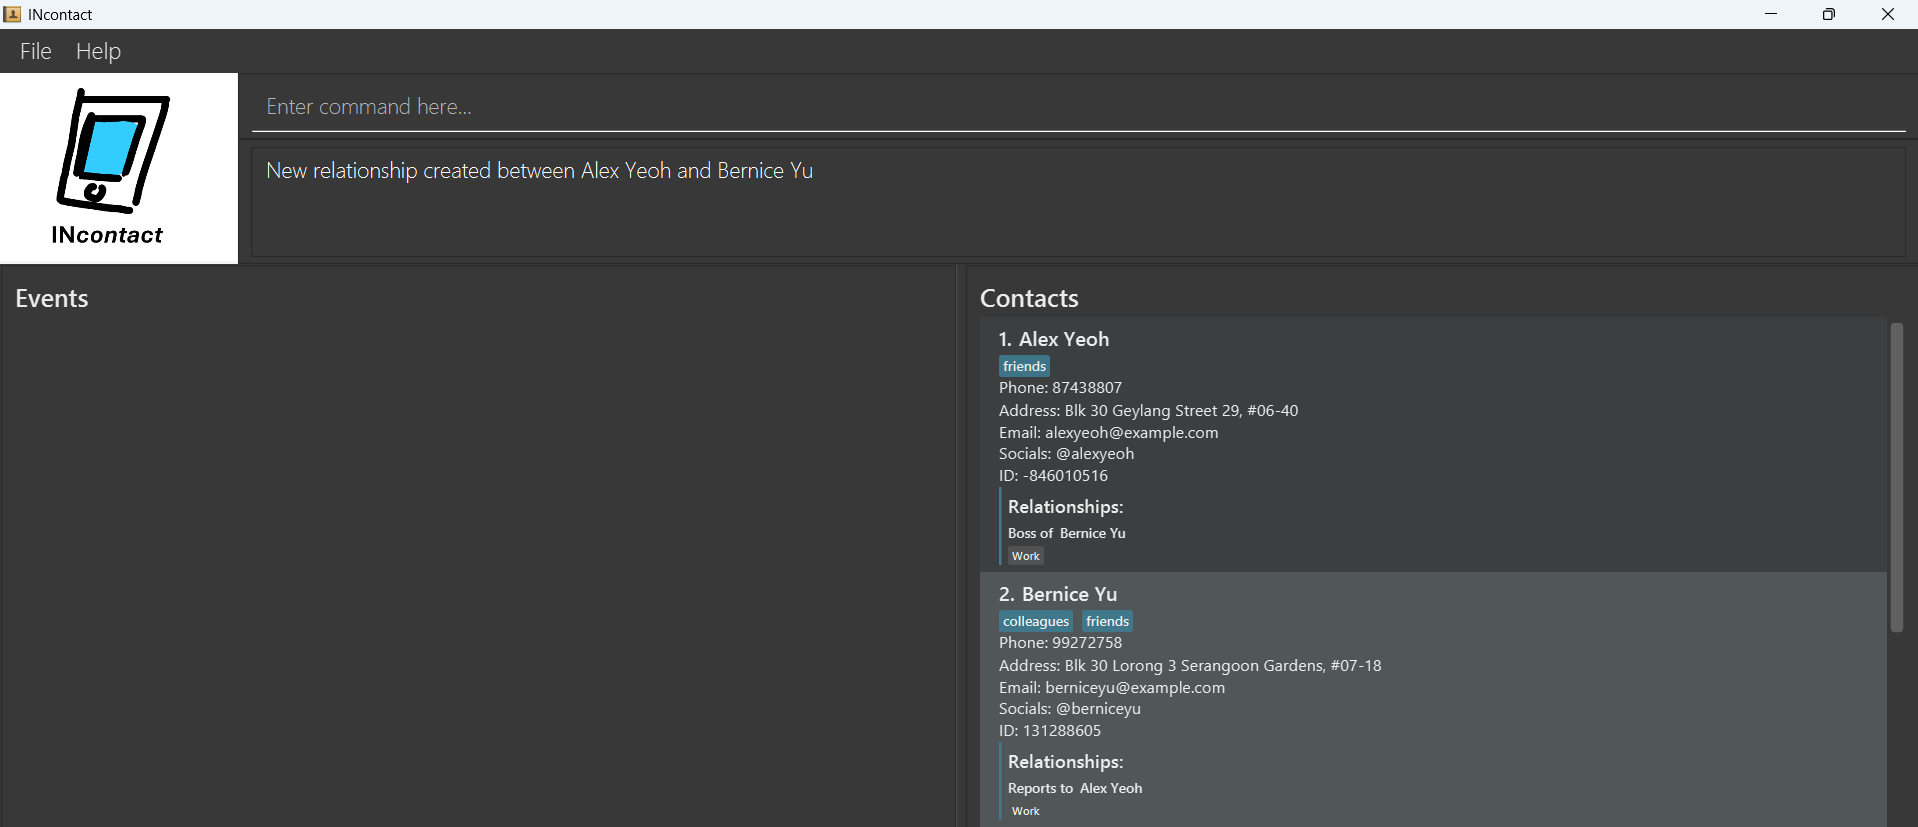 INcontact
File Help
INcontact
Enter command here...
New relationship created between Alex Yeoh and Bernice Yu
Events
Contacts
1. Alex Yeoh
friends
Phone: 87438807
Address: Blk 30 Geylang Street 29, #06-40
Email: alexyeoh@example.com
Socials: @alexyeoh
ID: -846010516
Relationships:
Boss of Bernice Yu
Work
2. Bernice Yu
colleagues friends
Phone: 99272758
Address: Blk 30 Lorong 3 Serangoon Gardens, #07-18
Email: berniceyu@example.com
Socials: @berniceyu
ID: 131288605
Relationships:
Reports to Alex Yeoh
Work